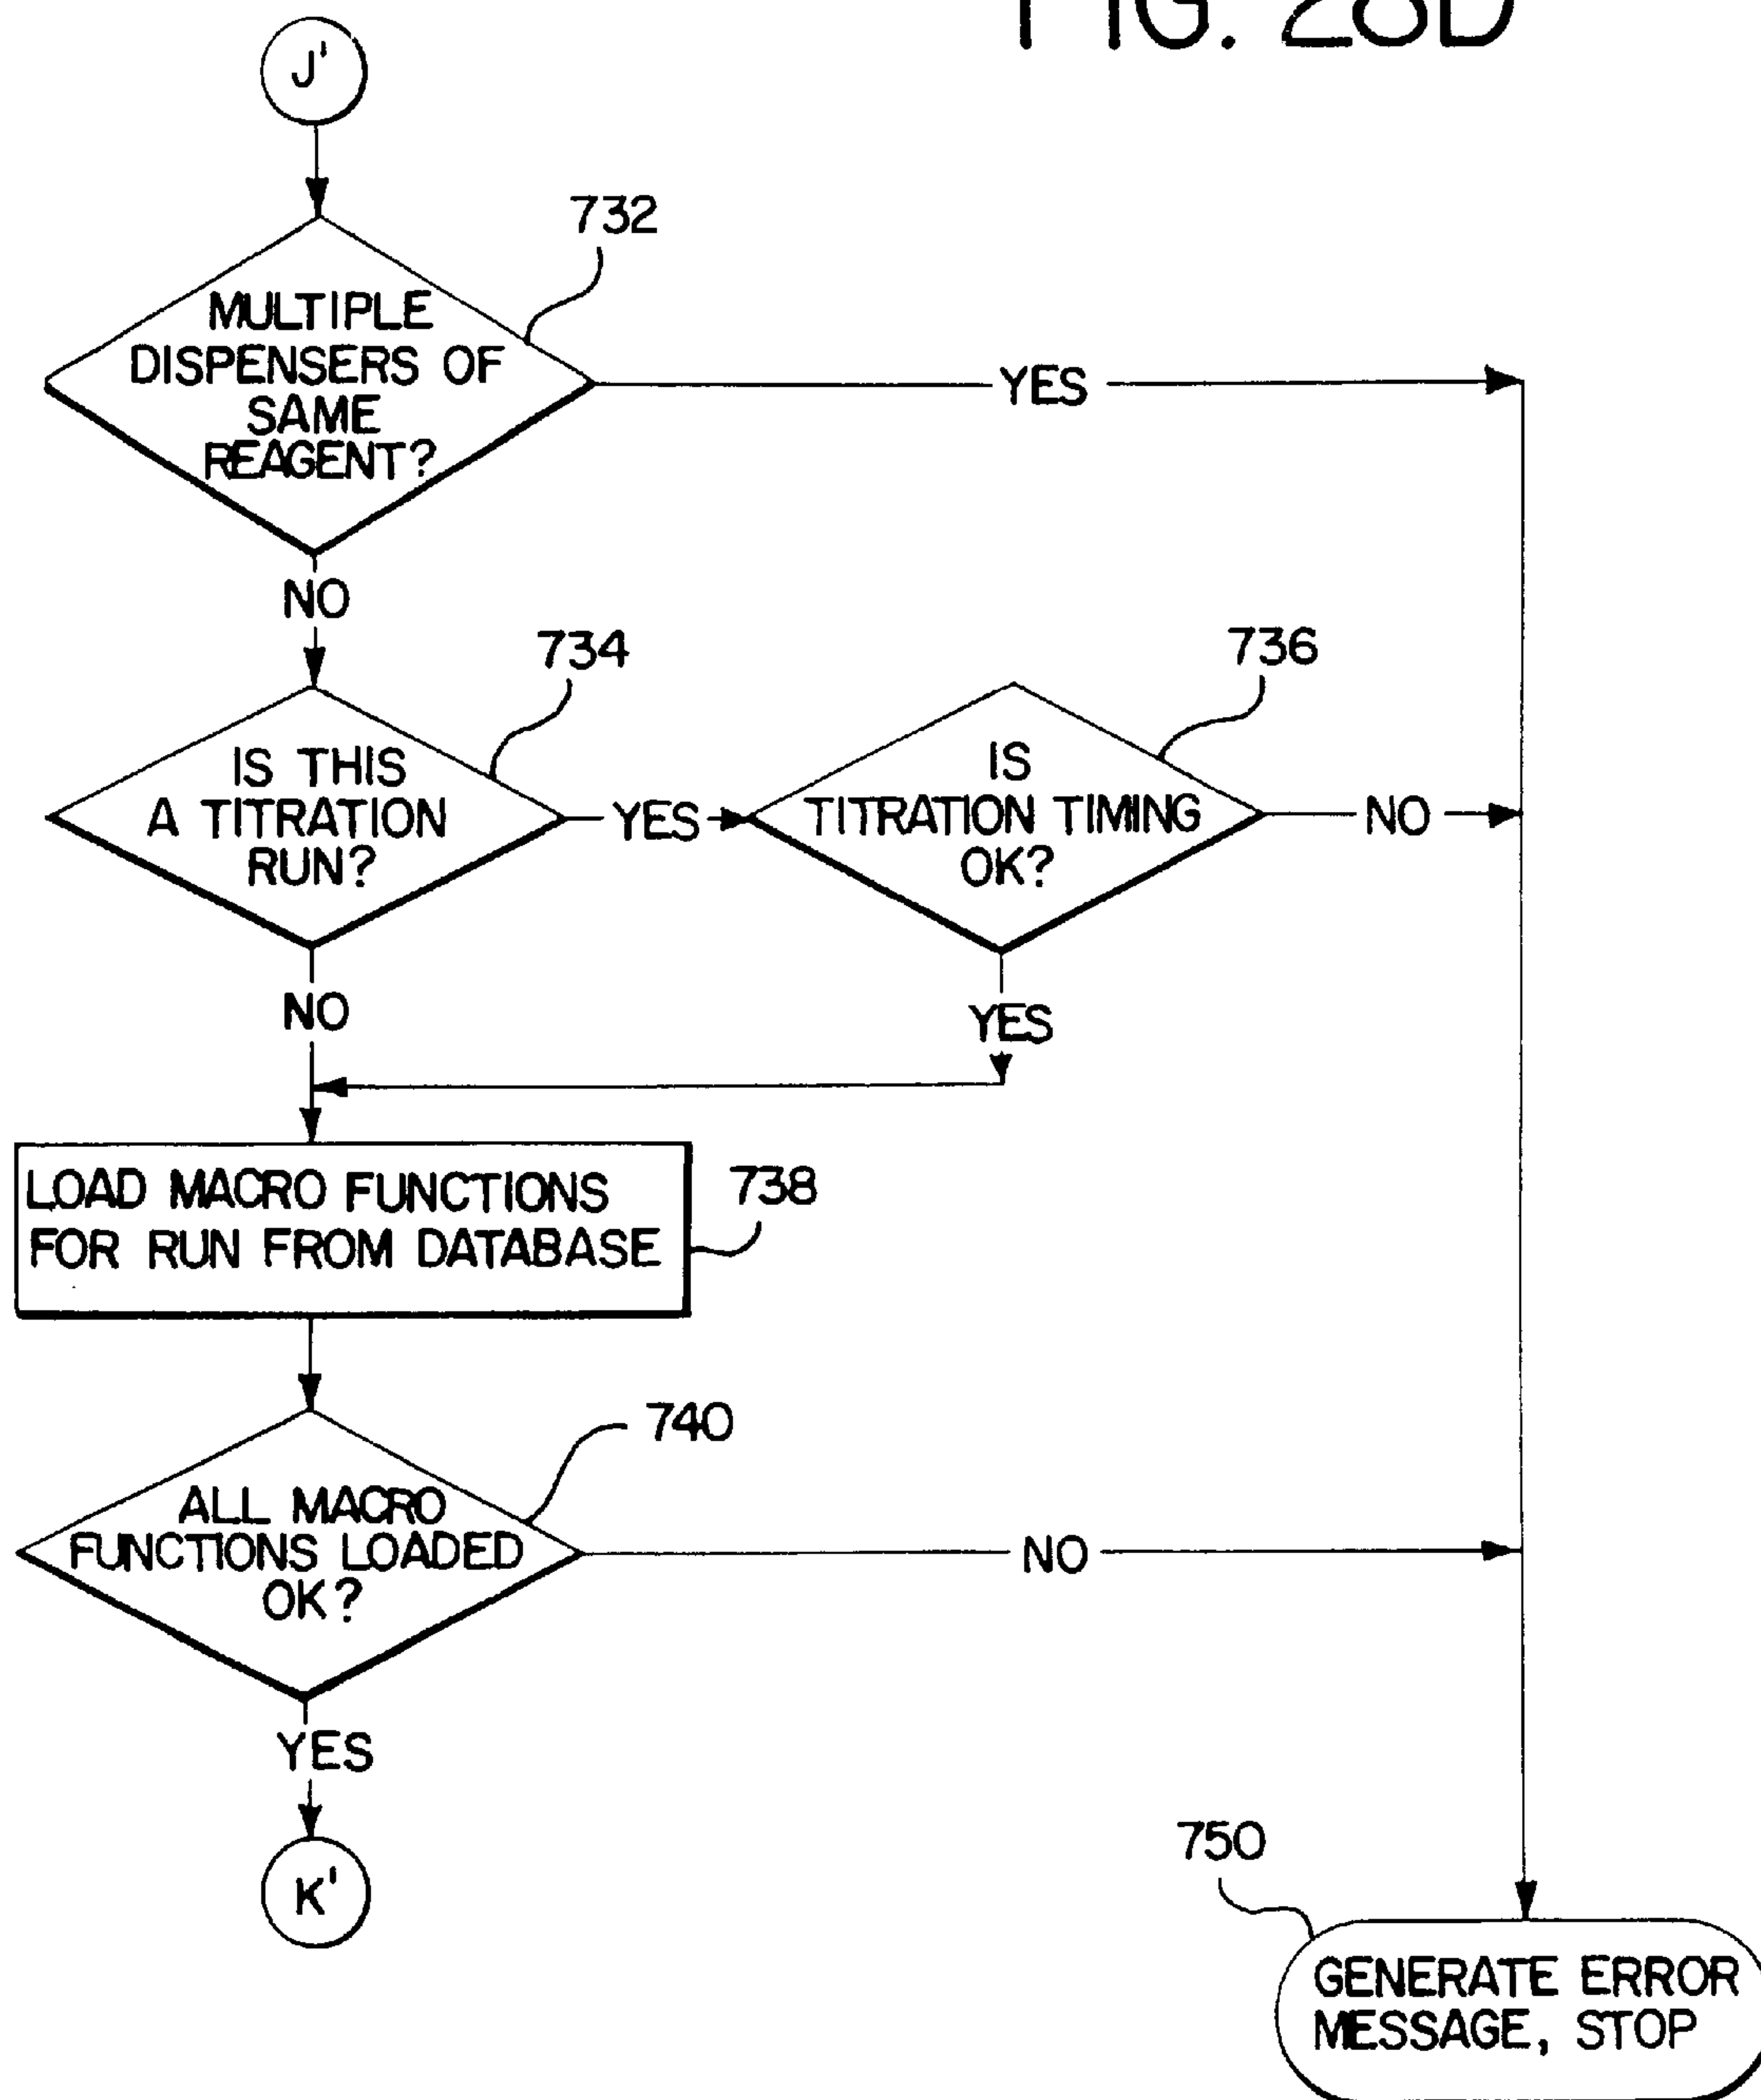 FIG. 28D
J'
732
MULTIPLE
DISPENSERS OF
SAME
REAGENT?
YES
NO
734
736
IS THIS
A TITRATION
RUN?
YES
IS
TITRATION TIMING
OK?
NO
NO
YES
LOAD MACRO FUNCTIONS
FOR RUN FROM DATABASE
738
740
ALL MACRO
FUNCTIONS LOADED
OK?
NO
YES
K'
750
GENERATE ERROR
MESSAGE, STOP